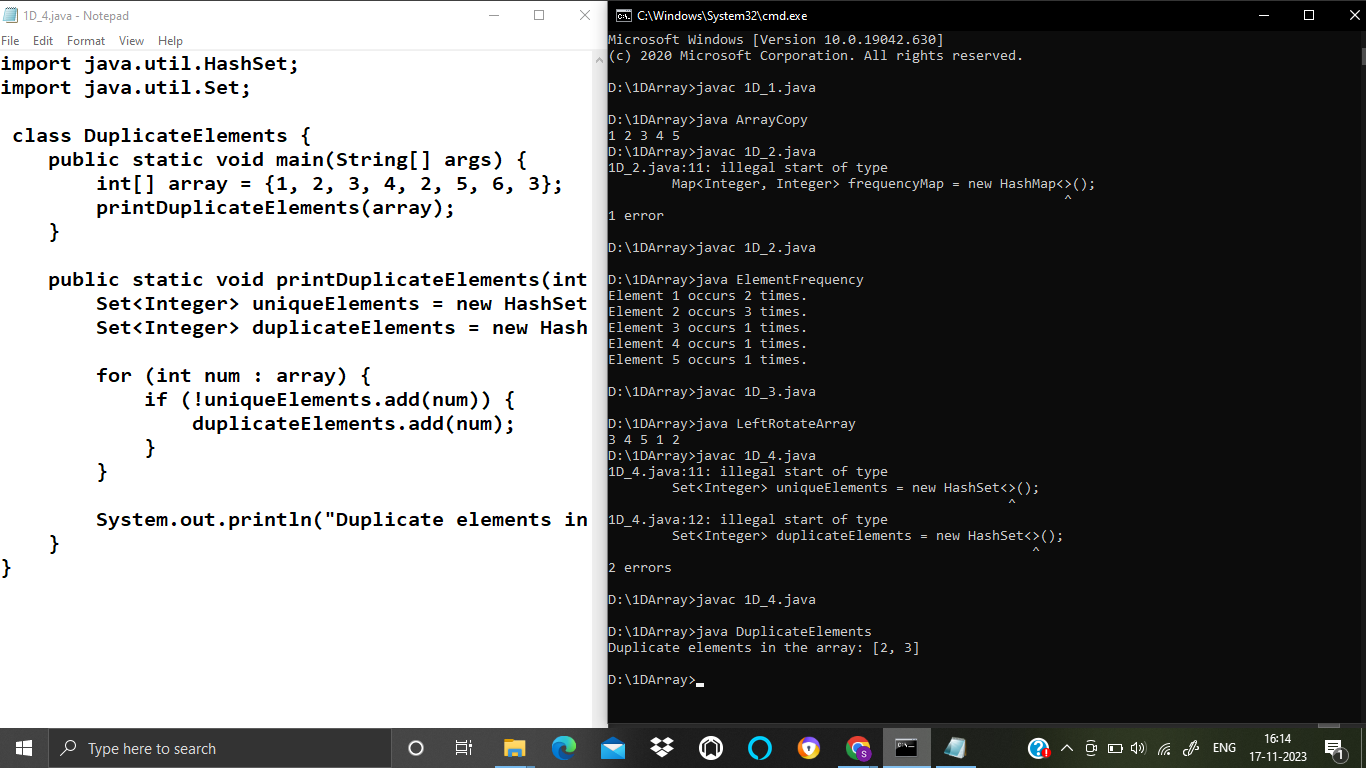 1D_4.java - Notepad
File Edit Format View Help
import java.util.HashSet;
import java.util.Set;
class DuplicateElements {
public static void main(String[] args) {
int[] array = {1, 2, 3, 4, 2, 5, 6, 3};
printDuplicateElements(array);
}
public static void printDuplicateElements(int
Set<Integer> uniqueElements = new HashSet
Set<Integer> duplicateElements = new Hash
for (int num : array) {
if (!uniqueElements.add(num)) {
duplicateElements.add(num);
}
}
System.out.println("Duplicate elements in
}
}
C:\Windows\System32\cmd.exe
Microsoft Windows [Version 10.0.19042.630]
(c) 2020 Microsoft Corporation. All rights reserved.
D:\1DArray>javac 1D_1.java
D:\1DArray>java ArrayCopy
1 2 3 4 5
D:\1DArray>javac 1D_2.java
1D_2.java:11: illegal start of type
Map<Integer, Integer> frequencyMap = new HashMap<>();
^
1 error
D:\1DArray>javac 1D_2.java
D:\1DArray>java ElementFrequency
Element 1 occurs 2 times.
Element 2 occurs 3 times.
Element 3 occurs 1 times.
Element 4 occurs 1 times.
Element 5 occurs 1 times.
D:\1DArray>javac 1D_3.java
D:\1DArray>java LeftRotateArray
3 4 5 1 2
D:\1DArray>javac 1D_4.java
1D_4.java:11: illegal start of type
Set<Integer> uniqueElements = new HashSet<>();
^
1D_4.java:12: illegal start of type
Set<Integer> duplicateElements = new HashSet<>();
^
2 errors
D:\1DArray>javac 1D_4.java
D:\1DArray>java DuplicateElements
Duplicate elements in the array: [2, 3]
D:\1DArray>
Type here to search
ENG
16:14
17-11-2023
1